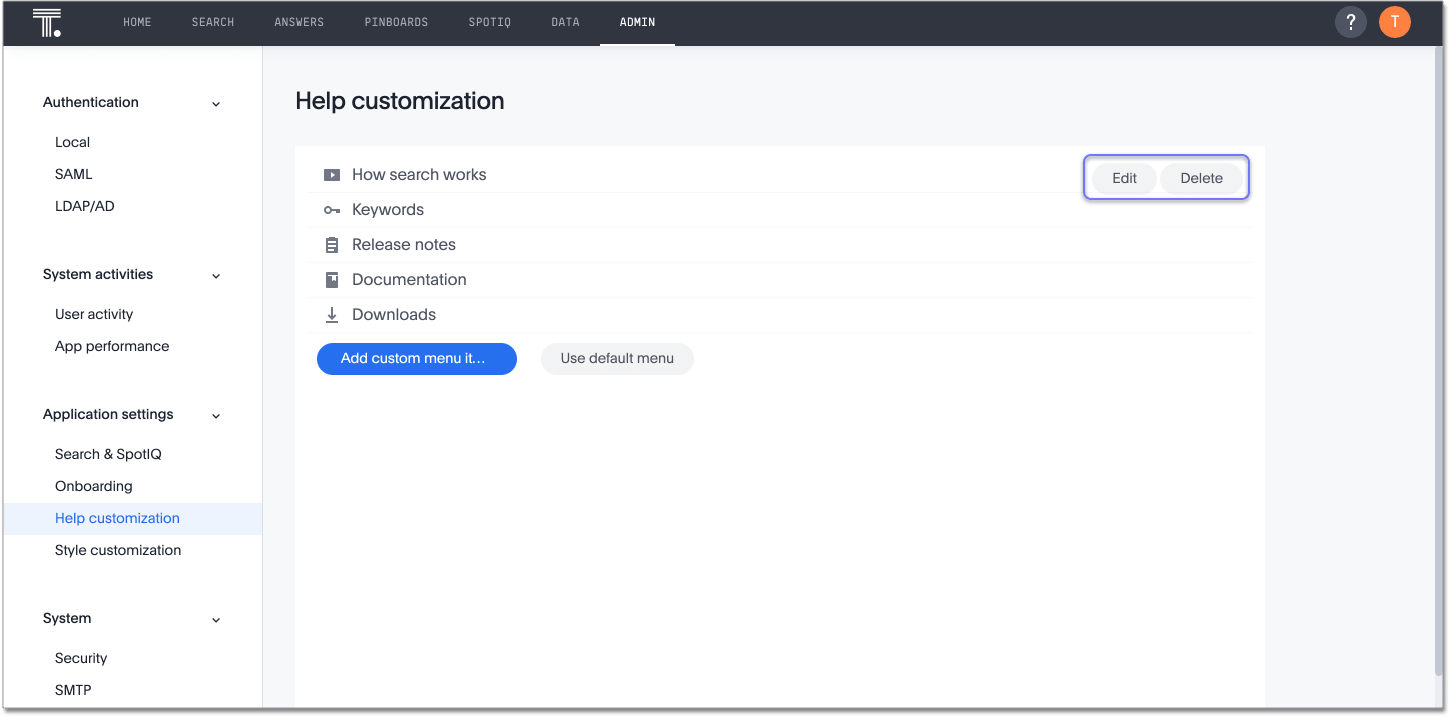 T. HOME SEARCH ANSWERS PINBOARDS SPOTIQ DATA ADMIN ? T
Authentication
Local
SAML
LDAP/AD
System activities
User activity
App performance
Application settings
Search & SpotIQ
Onboarding
Help customization
Style customization
System
Security
SMTP
Help customization
How search works Edit Delete
Keywords
Release notes
Documentation
Downloads
Add custom menu it... Use default menu